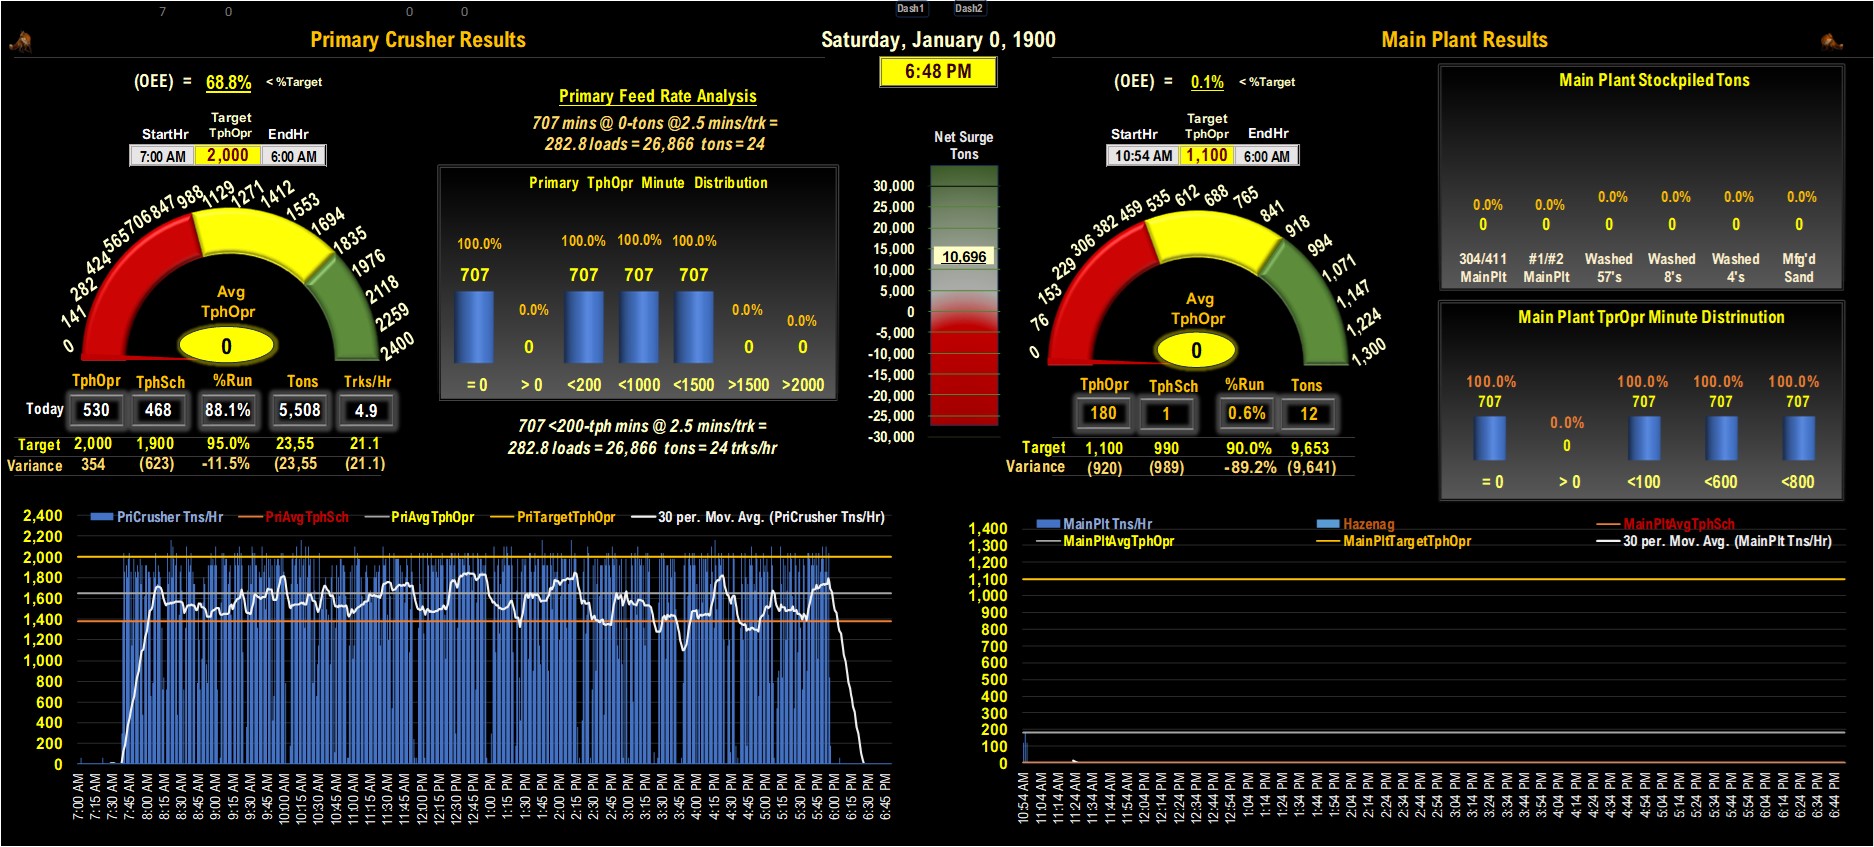 7 0 0 0
Dash1 Dash2
Primary Crusher Results
Saturday, January 0, 1900
Main Plant Results
6:48 PM
(OEE) = 68.8% < %Target
StartHr Target TphOpr EndHr
7:00 AM 2,000 6:00 AM
0 141 282 424 565 706 847 988 1129 1271 1412 1553 1694 1835 1976 2118 2259 2400
Avg
TphOpr
0
TphOpr TphSch %Run Tons Trks/Hr
Today 530 468 88.1% 5,508 4.9
Target 2,000 1,900 95.0% 23,55 21.1
Variance 354 (623) -11.5% (23,55 (21.1)
Primary Feed Rate Analysis
707 mins @ 0-tons @2.5 mins/trk =
282.8 loads = 26,866 tons = 24
Primary TphOpr Minute Distribution
100.0% 0.0% 100.0% 100.0% 100.0% 0.0% 0.0%
707 0 707 707 707 0 0
= 0 > 0 <200 <1000 <1500 >1500 >2000
707 <200-tph mins @ 2.5 mins/trk =
282.8 loads = 26,866 tons = 24 trks/hr
Net Surge
Tons
30,000
25,000
20,000
15,000
10,696
10,000
5,000
0
-5,000
-10,000
-15,000
-20,000
-25,000
-30,000
(OEE) = 0.1% < %Target
StartHr Target TphOpr EndHr
10:54 AM 1,100 6:00 AM
0 76 153 229 306 382 459 535 612 688 765 841 918 994 1,071 1,147 1,224 1,300
Avg
TphOpr
0
TphOpr TphSch %Run Tons
180 1 0.6% 12
Target 1,100 990 90.0% 9,653
Variance (920) (989) -89.2% (9,641)
Main Plant Stockpiled Tons
0.0% 0.0% 0.0% 0.0% 0.0% 0.0%
0 0 0 0 0 0
304/411 #1/#2 Washed Washed Washed Mfg'd
MainPlt MainPlt 57's 8's 4's Sand
Main Plant TprOpr Minute Distrinution
100.0% 0.0% 100.0% 100.0% 100.0%
707 0 707 707 707
= 0 > 0 <100 <600 <800
PriCrusher Tns/Hr PriAvgTphSch PriAvgTphOpr PriTargetTphOpr 30 per. Mov. Avg. (PriCrusher Tns/Hr)
2,400
2,200
2,000
1,800
1,600
1,400
1,200
1,000
800
600
400
200
0
7:00 AM 7:15 AM 7:30 AM 7:45 AM 8:00 AM 8:15 AM 8:30 AM 8:45 AM 9:00 AM 9:15 AM 9:30 AM 9:45 AM 10:00 AM 10:15 AM 10:30 AM 10:45 AM 11:00 AM 11:15 AM 11:30 AM 11:45 AM 12:00 PM 12:15 PM 12:30 PM 12:45 PM 1:00 PM 1:15 PM 1:30 PM 1:45 PM 2:00 PM 2:15 PM 2:30 PM 2:45 PM 3:00 PM 3:15 PM 3:30 PM 3:45 PM 4:00 PM 4:15 PM 4:30 PM 4:45 PM 5:00 PM 5:15 PM 5:30 PM 5:45 PM 6:00 PM 6:15 PM 6:30 PM 6:45 PM
MainPlt Tns/Hr Hazenag MainPltAvgTphSch
MainPltAvgTphOpr MainPltTargetTphOpr 30 per. Mov. Avg. (MainPlt Tns/Hr)
1,400
1,300
1,200
1,100
1,000
900
800
700
600
500
400
300
200
100
0
10:54 AM 11:04 AM 11:14 AM 11:24 AM 11:34 AM 11:44 AM 11:54 AM 12:04 PM 12:14 PM 12:24 PM 12:34 PM 12:44 PM 12:54 PM 1:04 PM 1:14 PM 1:24 PM 1:34 PM 1:44 PM 1:54 PM 2:04 PM 2:14 PM 2:24 PM 2:34 PM 2:44 PM 2:54 PM 3:04 PM 3:14 PM 3:24 PM 3:34 PM 3:44 PM 3:54 PM 4:04 PM 4:14 PM 4:24 PM 4:34 PM 4:44 PM 4:54 PM 5:04 PM 5:14 PM 5:24 PM 5:34 PM 5:44 PM 5:54 PM 6:04 PM 6:14 PM 6:24 PM 6:34 PM 6:44 PM